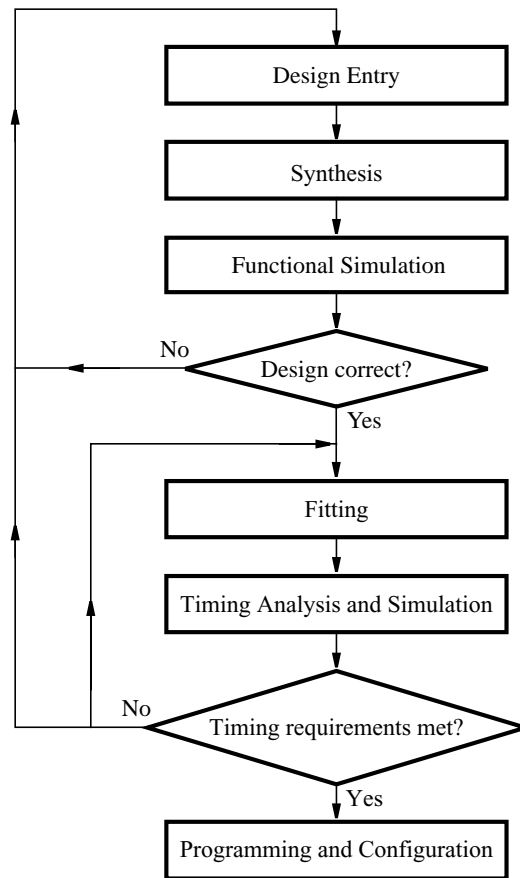 Design Entry
Synthesis
Functional Simulation
No
Design correct?
Yes
Fitting
Timing Analysis and Simulation
No
Timing requirements met?
Yes
Programming and Configuration